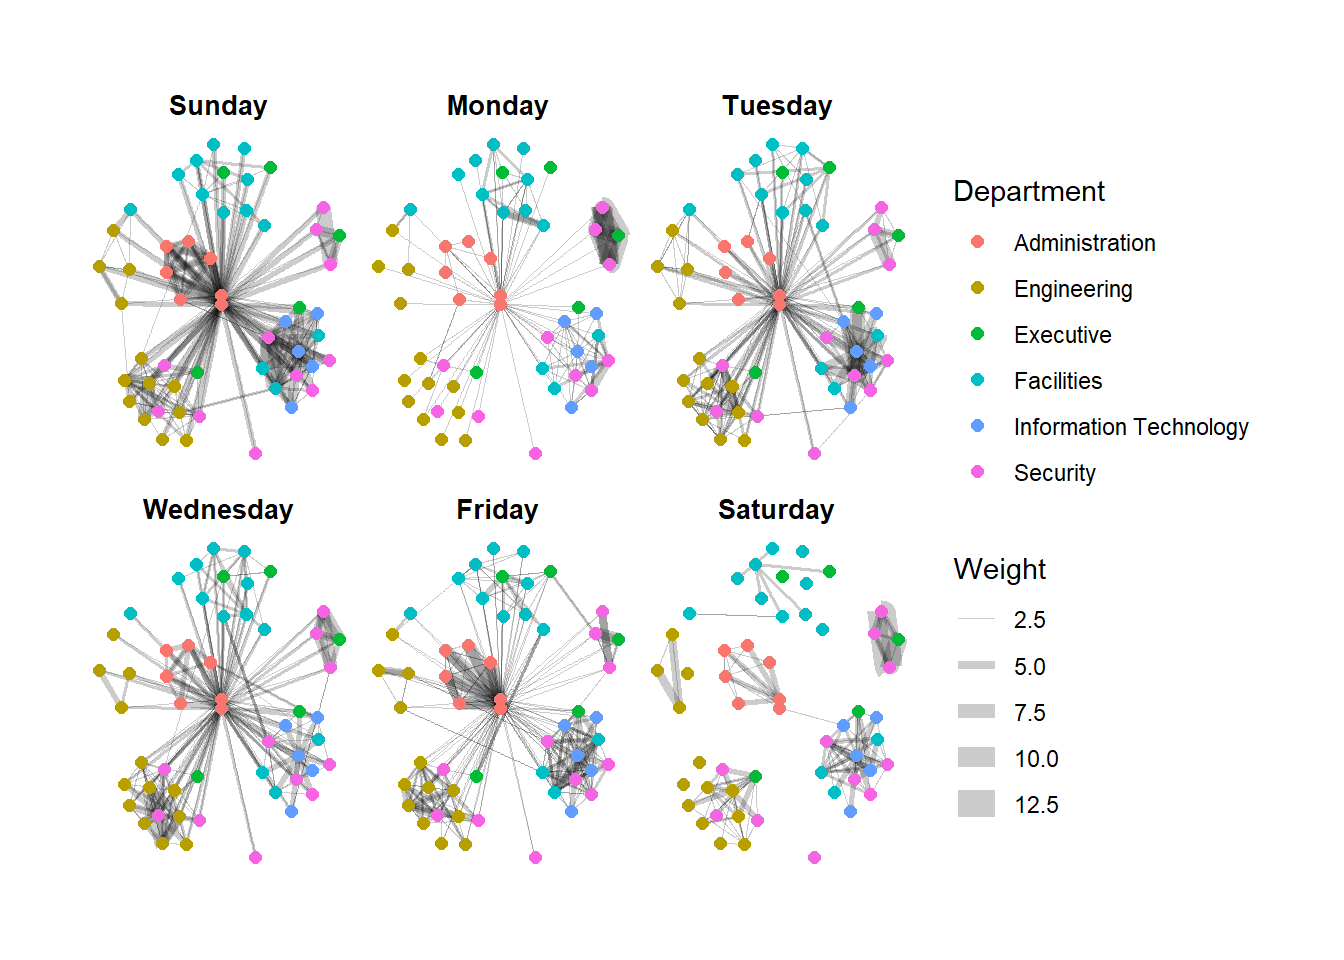 Sunday
Monday
Tuesday
Wednesday
Friday
Saturday
Department
Administration
Engineering
Executive
Facilities
Information Technology
Security
Weight
2.5
5.0
7.5
10.0
12.5